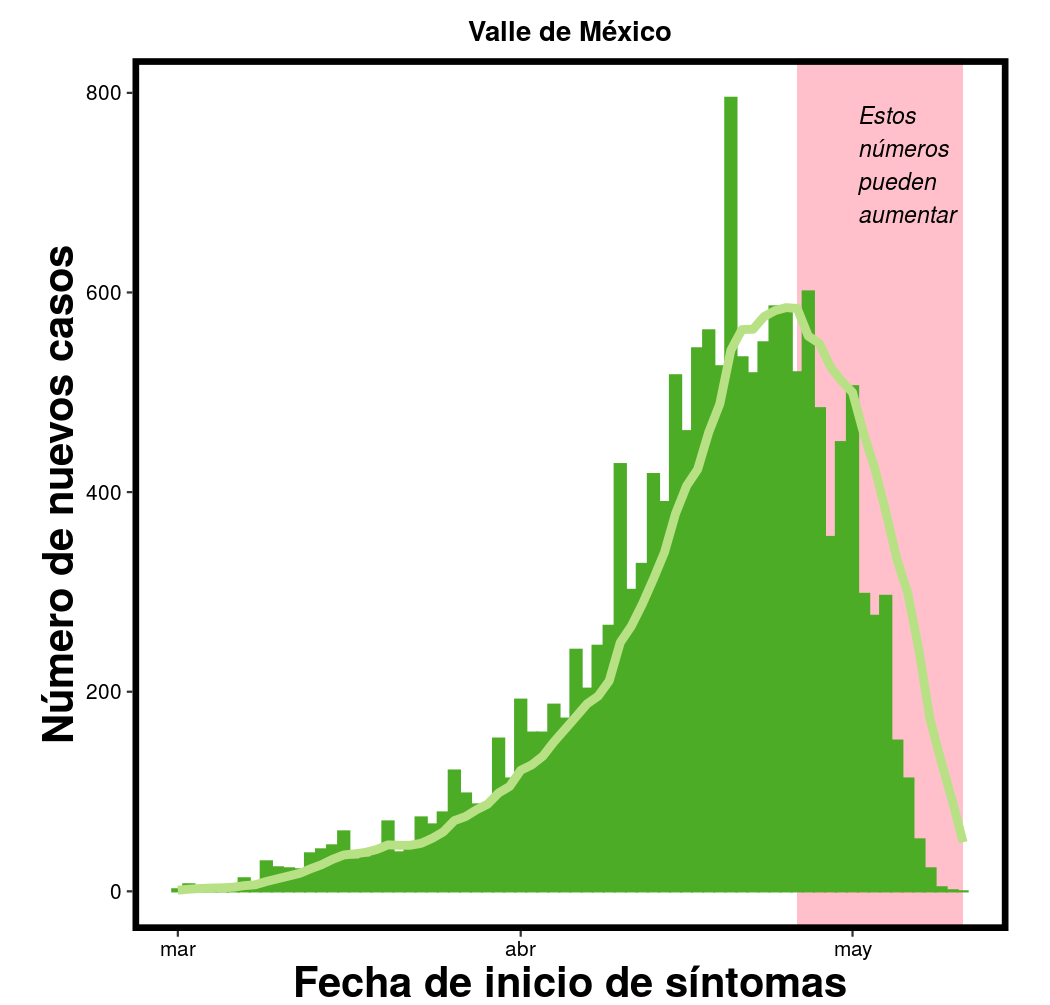 Valle de México
Estos
números
pueden
aumentar
Número de nuevos casos
800
600
400
200
0
mar
abr
may
Fecha de inicio de síntomas